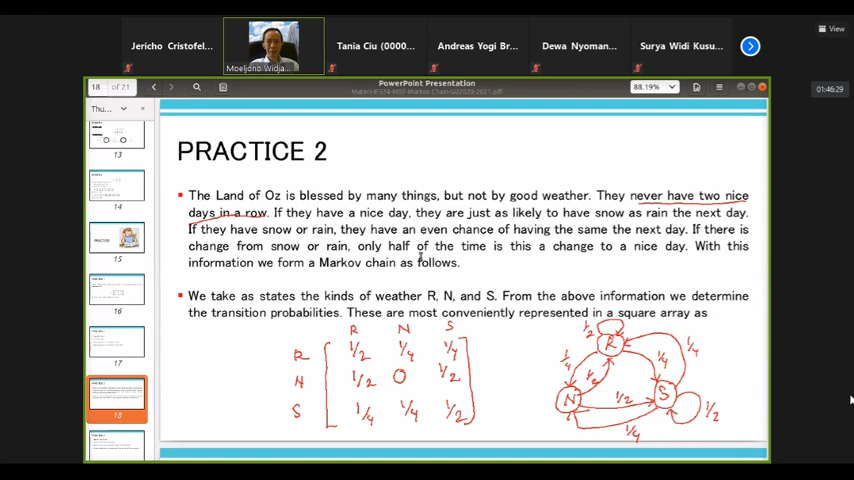 View
Jericho Cristofel...
Moeljono Widja...
Tania Ciu (0000...
Andreas Yogi Br...
Dewa Nyoman...
Surya Widi Kusu...
01:46:29
PowerPoint Presentation
18 of 21
88.19%
Thu...
13
14
15
16
17
18
PRACTICE
PRACTICE 2
The Land of Oz is blessed by many things, but not by good weather. They never have two nice
days in a row. If they have a nice day, they are just as likely to have snow as rain the next day.
If they have snow or rain, they have an even chance of having the same the next day. If there is
change from snow or rain, only half of the time is this a change to a nice day. With this
information we form a Markov chain as follows.
We take as states the kinds of weather R, N, and S. From the above information we determine
the transition probabilities. These are most conveniently represented in a square array as
R N S
R 1/2 1/4 1/4
N 1/2 0 1/2
S 1/4 1/4 1/2
1/2
R
1/4 1/2 1/4 1/4
N 1/2 S
1/2
1/4